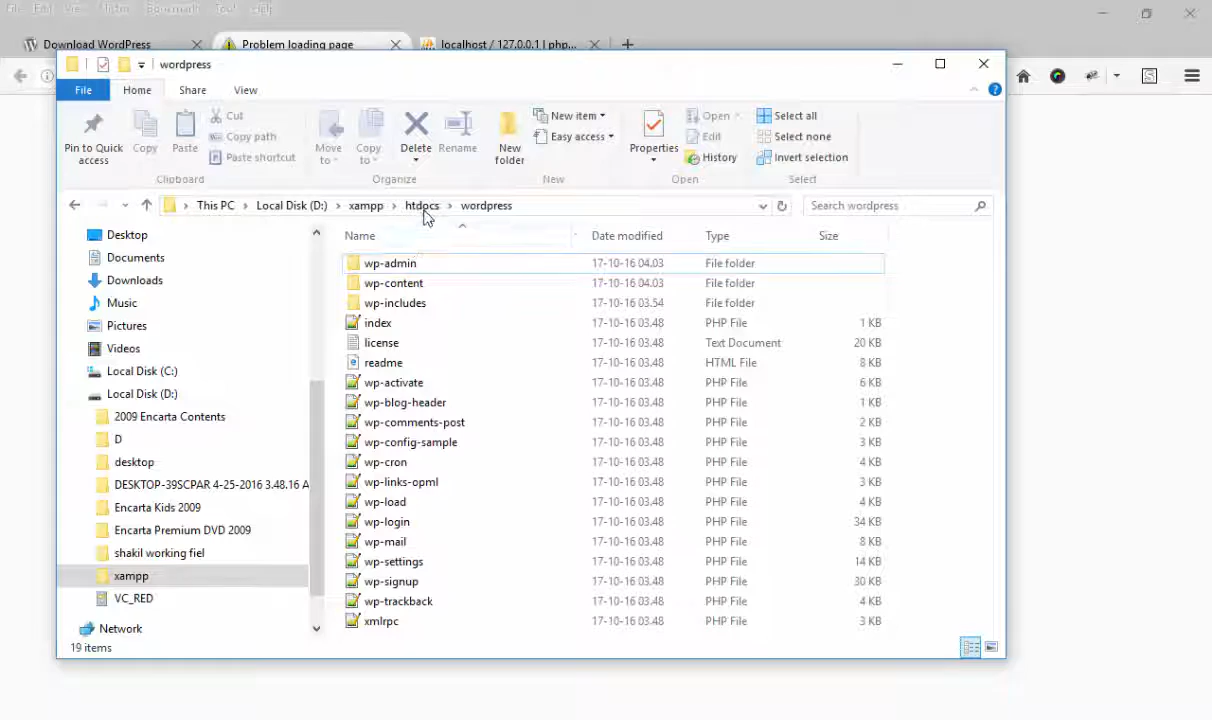 File Edit View History Bookmarks Tools Help
Download WordPress
Problem loading page
localhost / 127.0.0.1 | php...
wordpress
File Home Share View
Pin to Quick access
Copy
Paste
Cut
Copy path
Paste shortcut
Clipboard
Move to
Copy to
Delete
Rename
Organize
New folder
New item
Easy access
New
Properties
Open
Edit
History
Open
Select all
Select none
Invert selection
Select
This PC > Local Disk (D:) > xampp > htdocs > wordpress
Search wordpress
Desktop
Documents
Downloads
Music
Pictures
Videos
Local Disk (C:)
Local Disk (D:)
2009 Encarta Contents
D
desktop
DESKTOP-39SCPAR 4-25-2016 3.48.16 A
Encarta Kids 2009
Encarta Premium DVD 2009
shakil working fiel
xampp
VC_RED
Network
Name Date modified Type Size
wp-admin 17-10-16 04.03 File folder
wp-content 17-10-16 04.03 File folder
wp-includes 17-10-16 03.54 File folder
index 17-10-16 03.48 PHP File 1 KB
license 17-10-16 03.48 Text Document 20 KB
readme 17-10-16 03.48 HTML File 8 KB
wp-activate 17-10-16 03.48 PHP File 6 KB
wp-blog-header 17-10-16 03.48 PHP File 1 KB
wp-comments-post 17-10-16 03.48 PHP File 2 KB
wp-config-sample 17-10-16 03.48 PHP File 3 KB
wp-cron 17-10-16 03.48 PHP File 4 KB
wp-links-opml 17-10-16 03.48 PHP File 3 KB
wp-load 17-10-16 03.48 PHP File 4 KB
wp-login 17-10-16 03.48 PHP File 34 KB
wp-mail 17-10-16 03.48 PHP File 8 KB
wp-settings 17-10-16 03.48 PHP File 14 KB
wp-signup 17-10-16 03.48 PHP File 30 KB
wp-trackback 17-10-16 03.48 PHP File 4 KB
xmlrpc 17-10-16 03.48 PHP File 3 KB
19 items